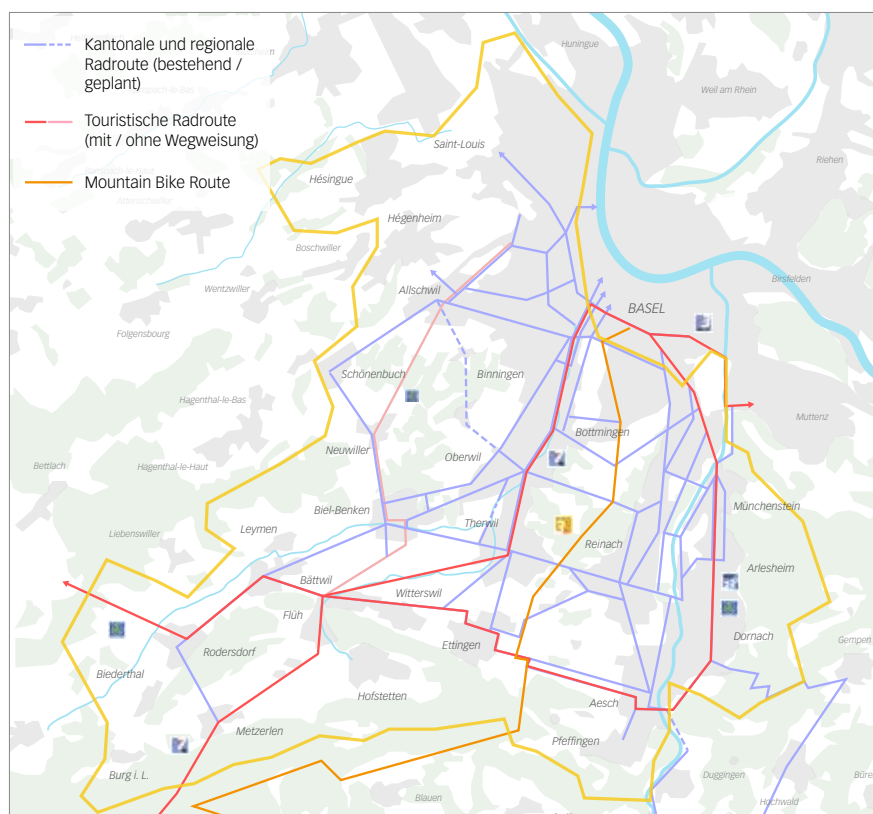 Kantonale und regionale
Radroute (bestehend /
geplant)
Touristische Radroute
(mit / ohne Wegweisung)
Mountain Bike Route
Huningue
Weil am Rhein
Saint-Louis
Riehen
Hésingue
Hégenheim
Boschwiller
Birsfelden
Wentzwiller
Allschwil
BASEL
Folgensbourg
Schönenbuch
Binningen
Hagenthal-le-Bas
Muttenz
Bottmingen
Neuwiller
Oberwil
Bettlach
Hagenthal-le-Haut
Münchenstein
Biel-Benken
Therwil
Leymen
Liebenswiller
Reinach
Arlesheim
Bättwil
Witterswil
Flüh
Dornach
Gempen
Ettingen
Rodersdorf
Biederthal
Hofstetten
Aesch
Metzerlen
Pfeffingen
Burg i. L.
Duggingen
Blauen
Hochwald
Büre